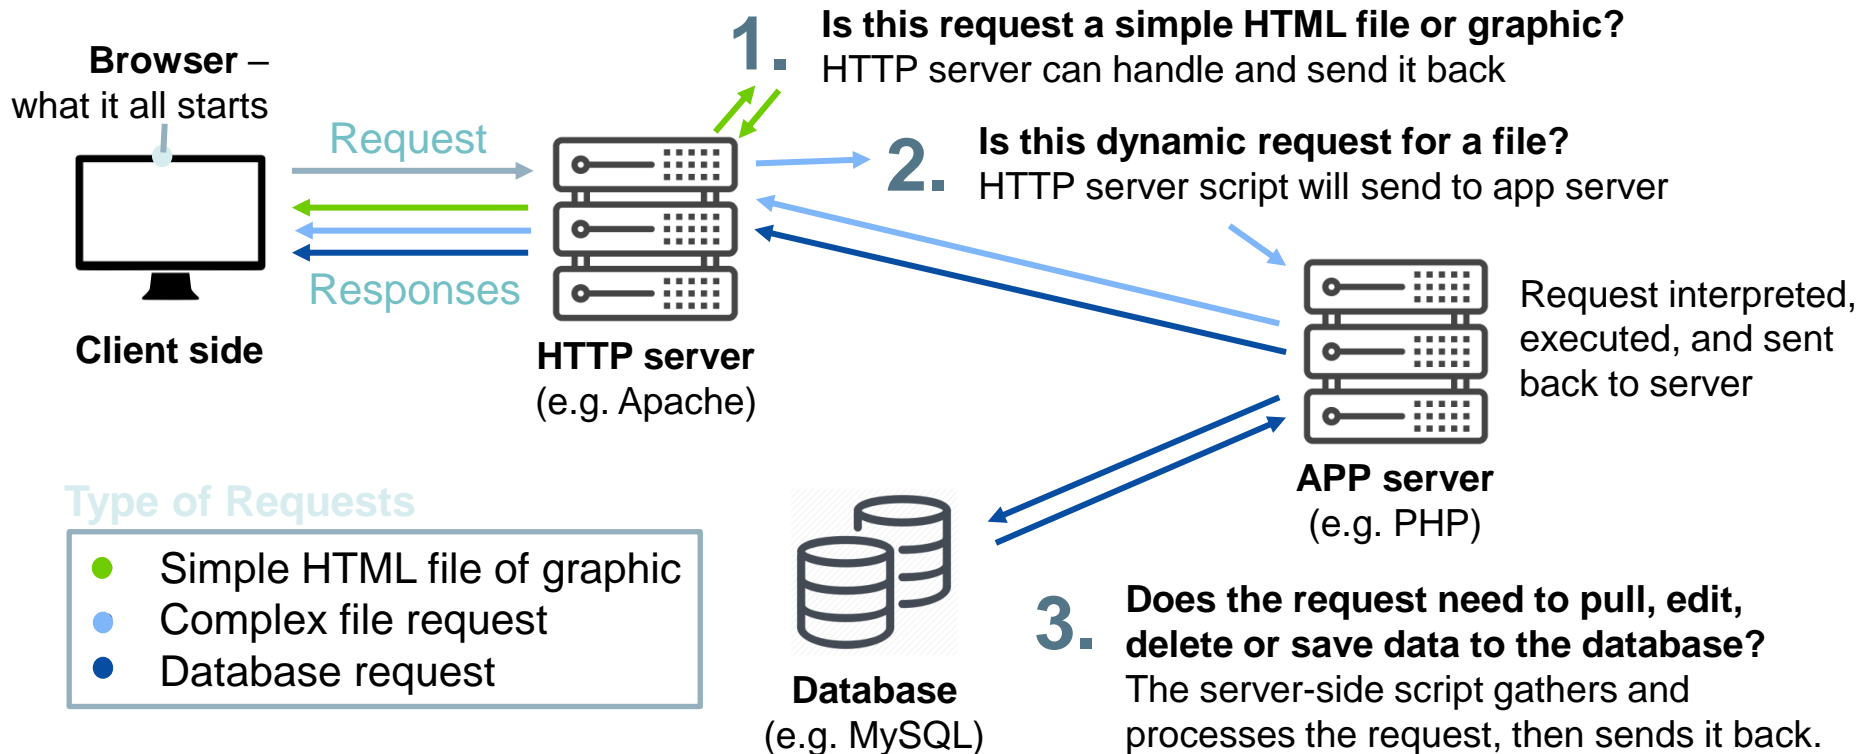 Browser –
what it all starts
Request
Responses
Client side
HTTP server
(e.g. Apache)
1.
Is this request a simple HTML file or graphic?
HTTP server can handle and send it back
2.
Is this dynamic request for a file?
HTTP server script will send to app server
Request interpreted,
executed, and sent
back to server
APP server
(e.g. PHP)
Type of Requests
Simple HTML file of graphic
Complex file request
Database request
Database
(e.g. MySQL)
3.
Does the request need to pull, edit,
delete or save data to the database?
The server-side script gathers and
processes the request, then sends it back.